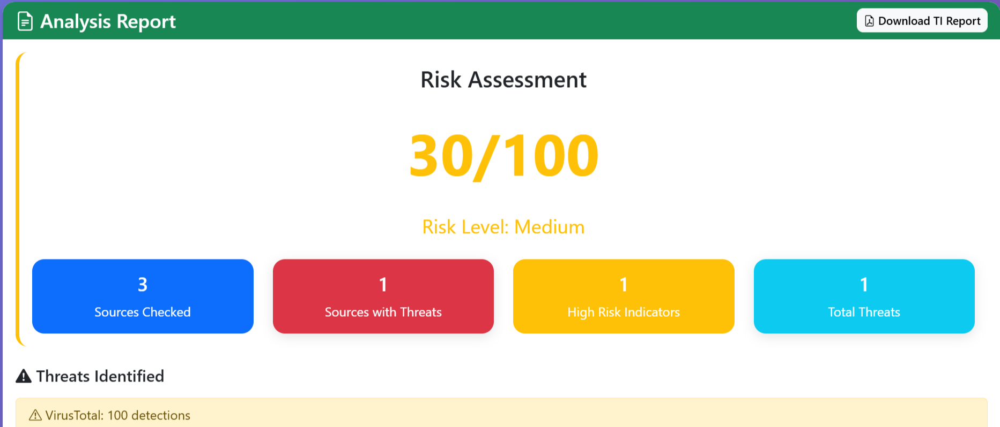 Analysis Report
Download TI Report
Risk Assessment
30/100
Risk Level: Medium
3
Sources Checked
1
Sources with Threats
1
High Risk Indicators
1
Total Threats
Threats Identified
VirusTotal: 100 detections